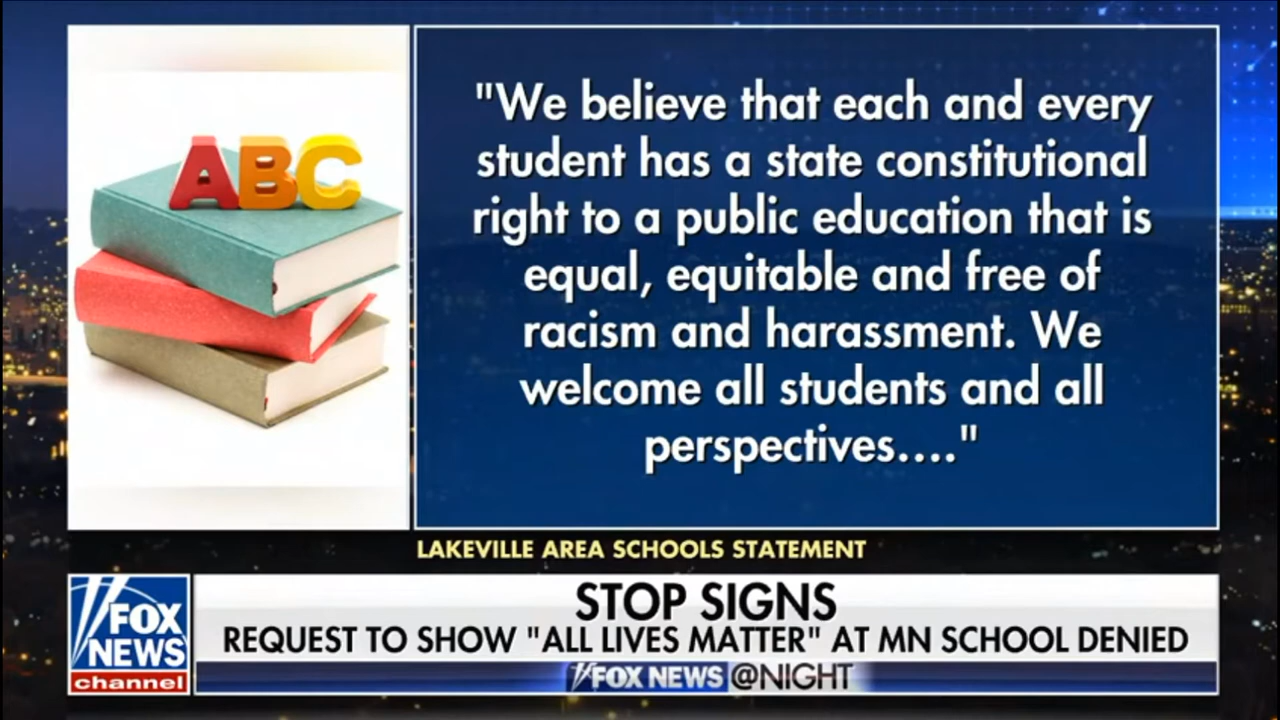 ABC
"We believe that each and every
student has a state constitutional
right to a public education that is
equal, equitable and free of
racism and harassment. We
welcome all students and all
perspectives...."
LAKEVILLE AREA SCHOOLS STATEMENT
STOP SIGNS
REQUEST TO SHOW "ALL LIVES MATTER" AT MN SCHOOL DENIED
FOX
NEWS
channel
FOX NEWS @NIGHT